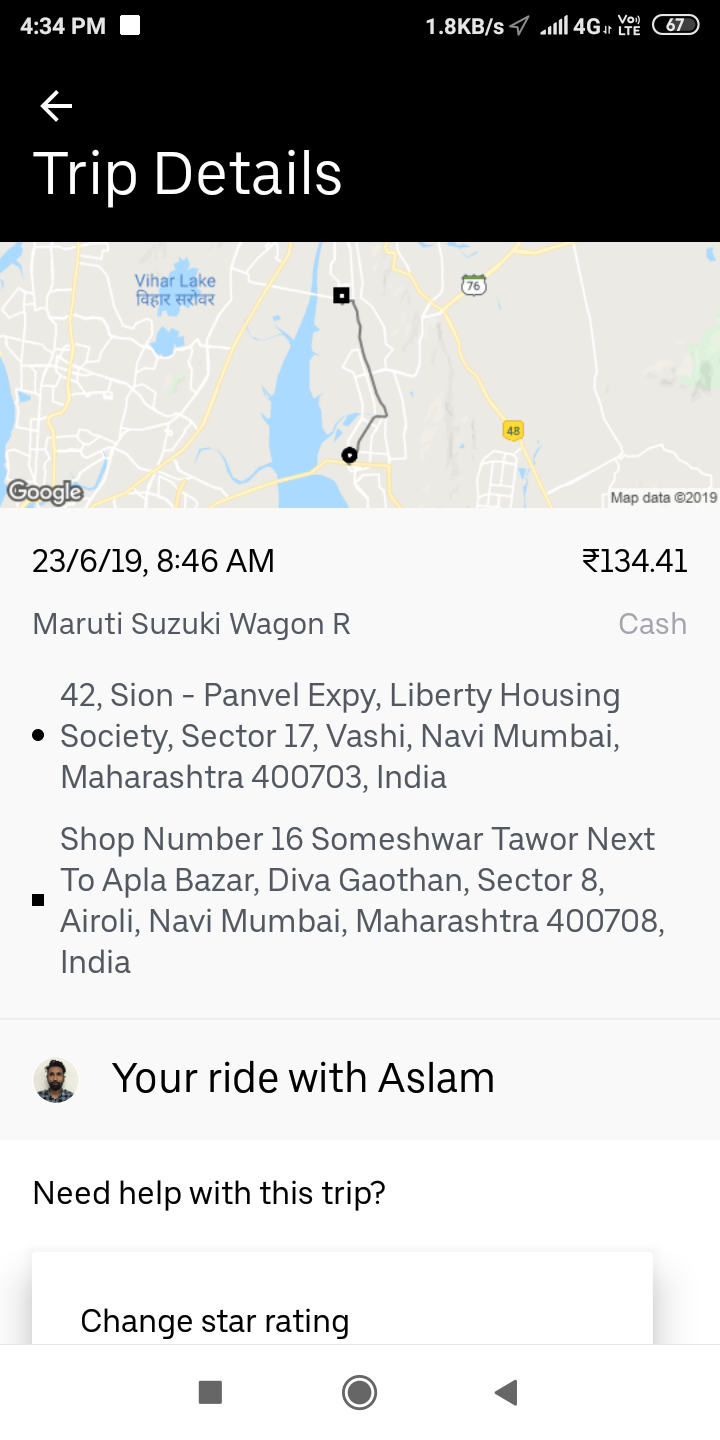 4:34 PM
1.8KB/s 4G Vo)) LTE 67
Trip Details
Vihar Lake
विहार सरोवर
76
48
Google
Map data ©2019
23/6/19, 8:46 AM
₹134.41
Maruti Suzuki Wagon R
Cash
42, Sion - Panvel Expy, Liberty Housing
Society, Sector 17, Vashi, Navi Mumbai,
Maharashtra 400703, India
Shop Number 16 Someshwar Tawor Next
To Apla Bazar, Diva Gaothan, Sector 8,
Airoli, Navi Mumbai, Maharashtra 400708,
India
Your ride with Aslam
Need help with this trip?
Change star rating